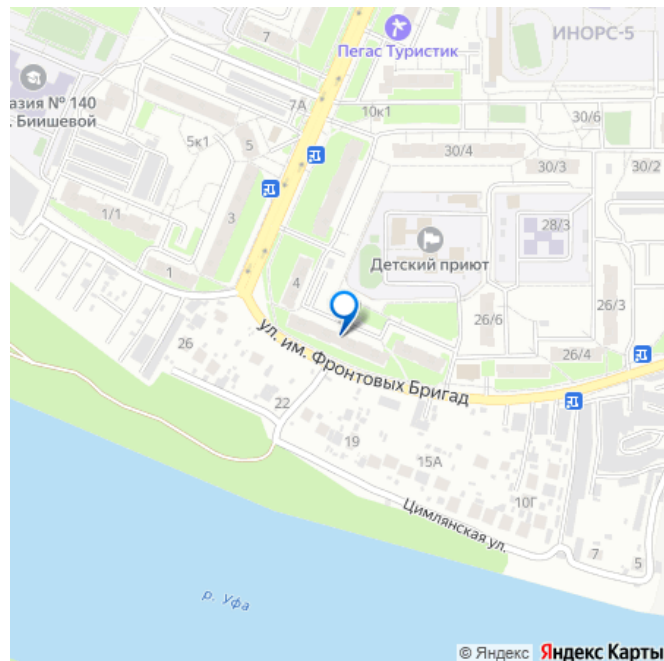 7
Пегас Туристик
ИНОРС-5
азия № 140
. Биишевой
7А
10к1
30/6
5к1
5
30/4
30/3
30/2
1/1
3
28/3
Детский приют
1
4
26/6
26/3
26
26/4
ул. им. Фронтовых Бригад
22
19
15А
10Г
Цимлянская ул.
7
5
р. Уфа
© Яндекс Яндекс Карты